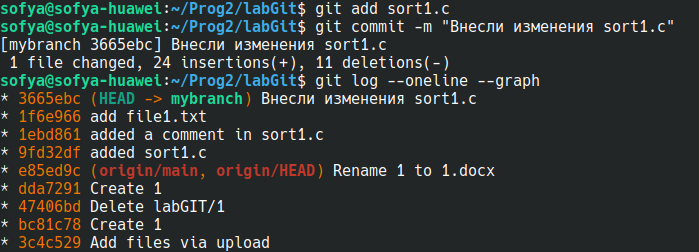 sofya@sofya-huawei:~/Prog2/labGit$ git add sort1.c
sofya@sofya-huawei:~/Prog2/labGit$ git commit -m "Внесли изменения sort1.c"
[mybranch 3665ebc] Внесли изменения sort1.c
 1 file changed, 24 insertions(+), 11 deletions(-)
sofya@sofya-huawei:~/Prog2/labGit$ git log --oneline --graph
* 3665ebc (HEAD -> mybranch) Внесли изменения sort1.c
* 1f6e966 add file1.txt
* 1ebd861 added a comment in sort1.c
* 9fd32df added sort1.c
* e85ed9c (origin/main, origin/HEAD) Rename 1 to 1.docx
* dda7291 Create 1
* 47406bd Delete labGIT/1
* bc81c78 Create 1
* 3c4c529 Add files via upload